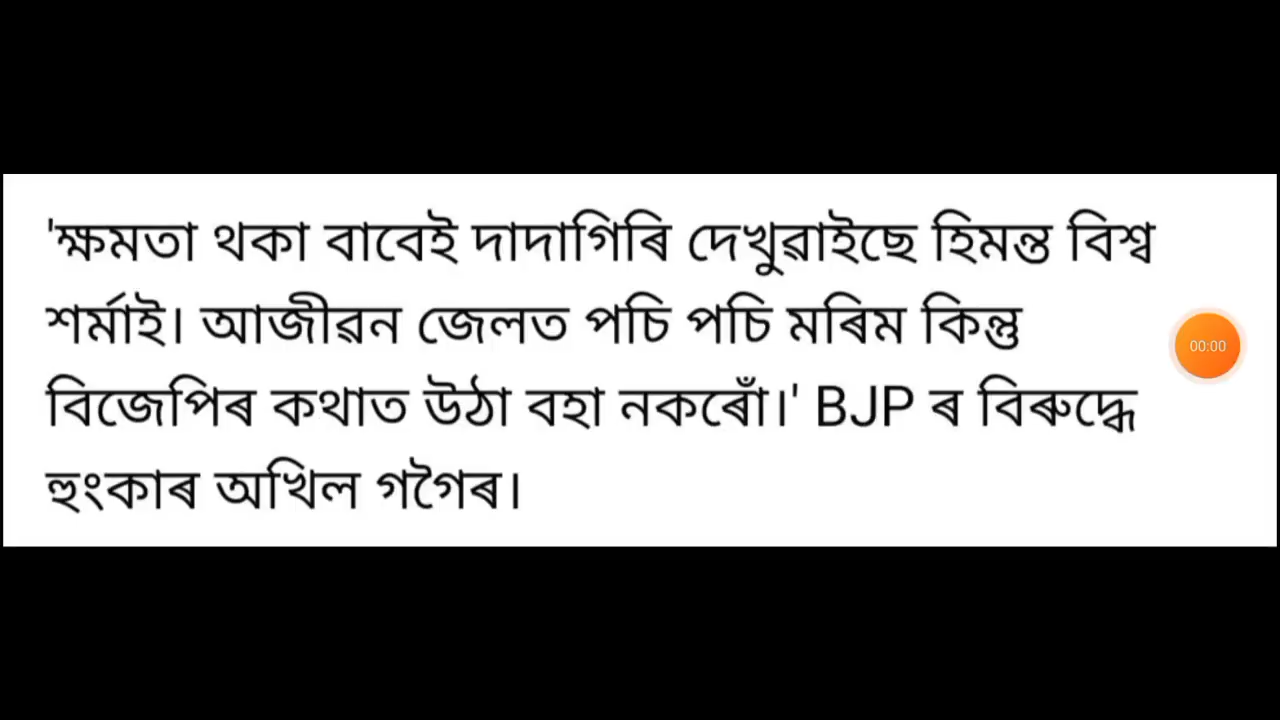 'ক্ষমতা থকা বাবেই দাদাগিৰি দেখুৱাইছে হিমন্ত বিশ্ব
শৰ্মাই। আজীৱন জেলত পচি পচি মৰিম কিন্তু
বিজেপিৰ কথাত উঠা বহা নকৰোঁ।' BJP ৰ বিৰুদ্ধে
হুংকাৰ অখিল গগৈৰ।
00:00